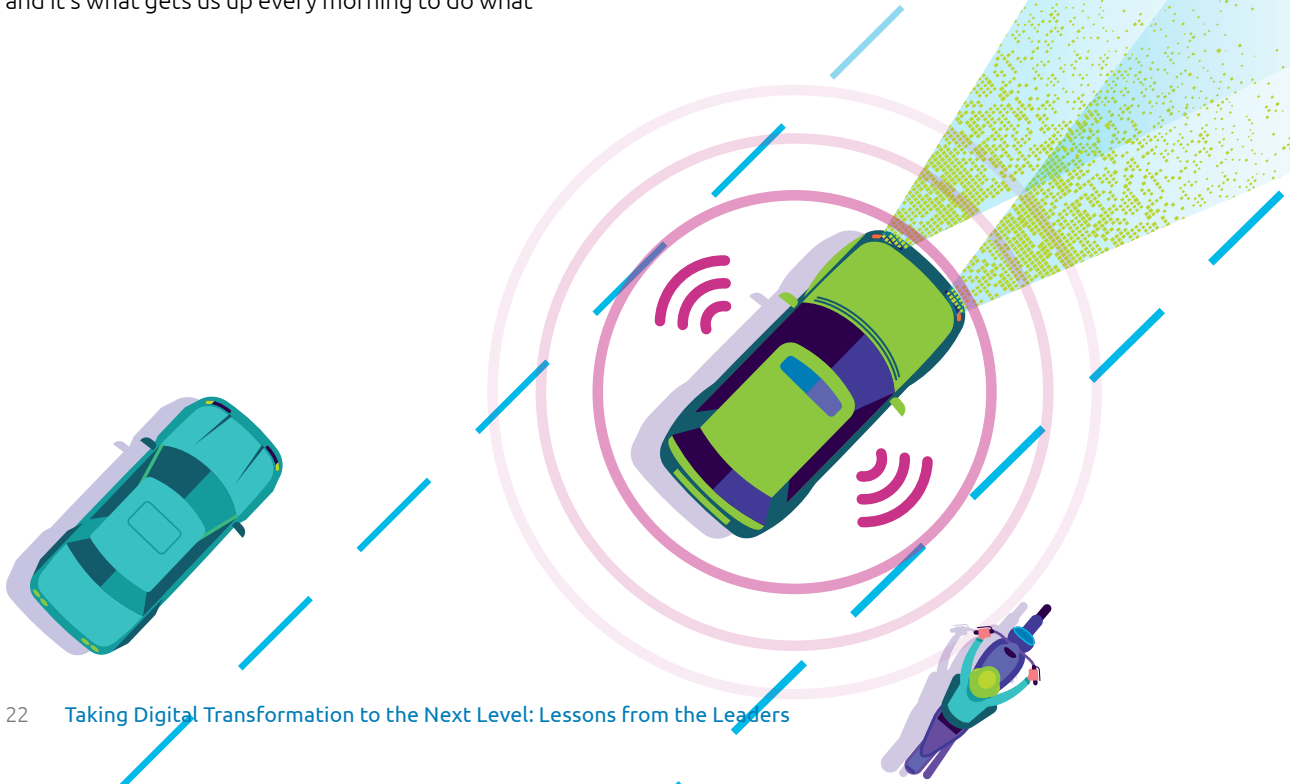 and it's what gets us up every morning to do what
22 Taking Digital Transformation to the Next Level: Lessons from the Leaders